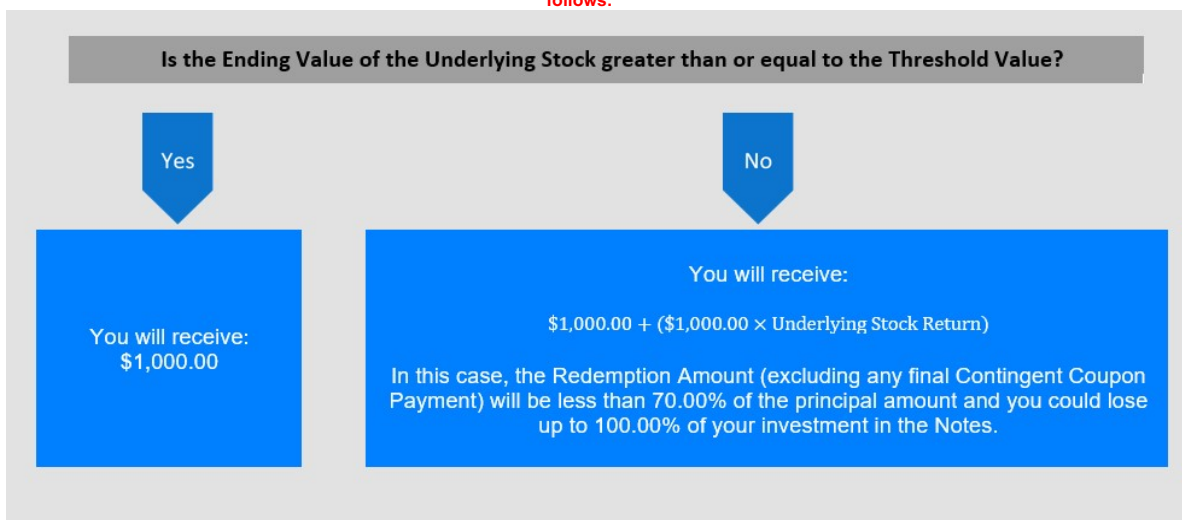 follows:
Is the Ending Value of the Underlying Stock greater than or equal to the Threshold Value?
Yes
No
You will receive:
$1,000.00
You will receive:
$1,000.00 + ($1,000.00 × Underlying Stock Return)
In this case, the Redemption Amount (excluding any final Contingent Coupon
Payment) will be less than 70.00% of the principal amount and you could lose
up to 100.00% of your investment in the Notes.